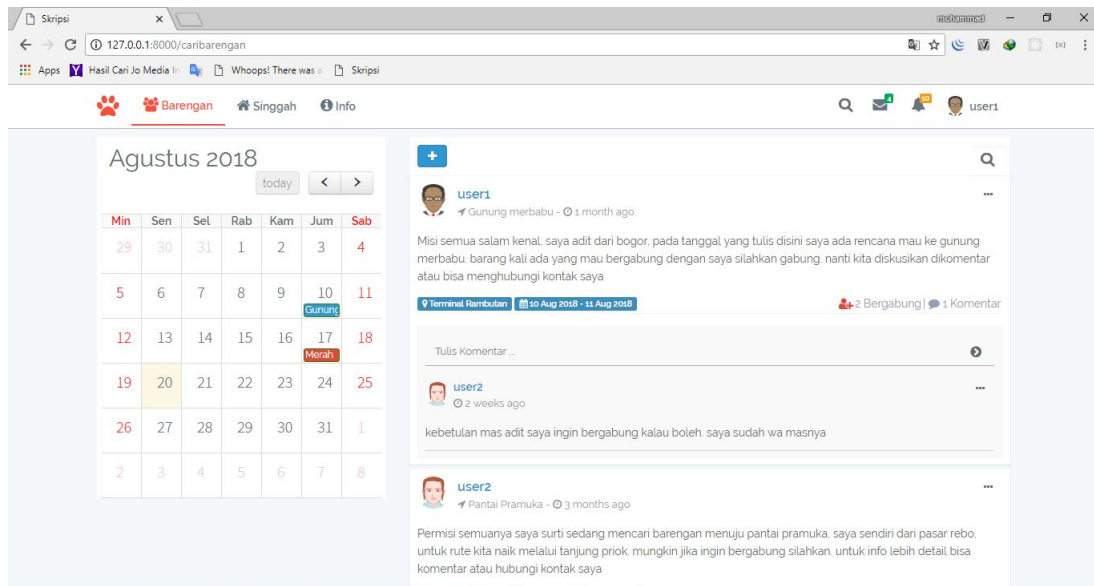 Skripsi
muhammad
127.0.0.1:8000/caribarengan
Apps Hasil Cari Jo Media In Whoops! There was a Skripsi
Barengan Singgah Info
4 10 user1
Agustus 2018
today
Min Sen Sel Rab Kam Jum Sab
29 30 31 1 2 3 4
5 6 7 8 9 10 11
Gunung
12 13 14 15 16 17 18
Merah
19 20 21 22 23 24 25
26 27 28 29 30 31 1
2 3 4 5 6 7 8
+
user1
Gunung merbabu - 1 month ago
Misi semua salam kenal, saya adit dari bogor, pada tanggal yang tulis disini saya ada rencana mau ke gunung
merbabu. barang kali ada yang mau bergabung dengan saya silahkan gabung. nanti kita diskusikan dikomentar
atau bisa menghubungi kontak saya
Terminal Rambutan 10 Aug 2018 - 11 Aug 2018 2 Bergabung | 1 Komentar
Tulis Komentar ...
user2
2 weeks ago
kebetulan mas adit saya ingin bergabung kalau boleh. saya sudah wa masnya
user2
Pantai Pramuka - 3 months ago
Permisi semuanya saya surti sedang mencari barengan menuju pantai pramuka, saya sendiri dari pasar rebo,
untuk rute kita naik melalui tanjung priok. mungkin jika ingin bergabung silahkan. untuk info lebih detail bisa
komentar atau hubungi kontak saya